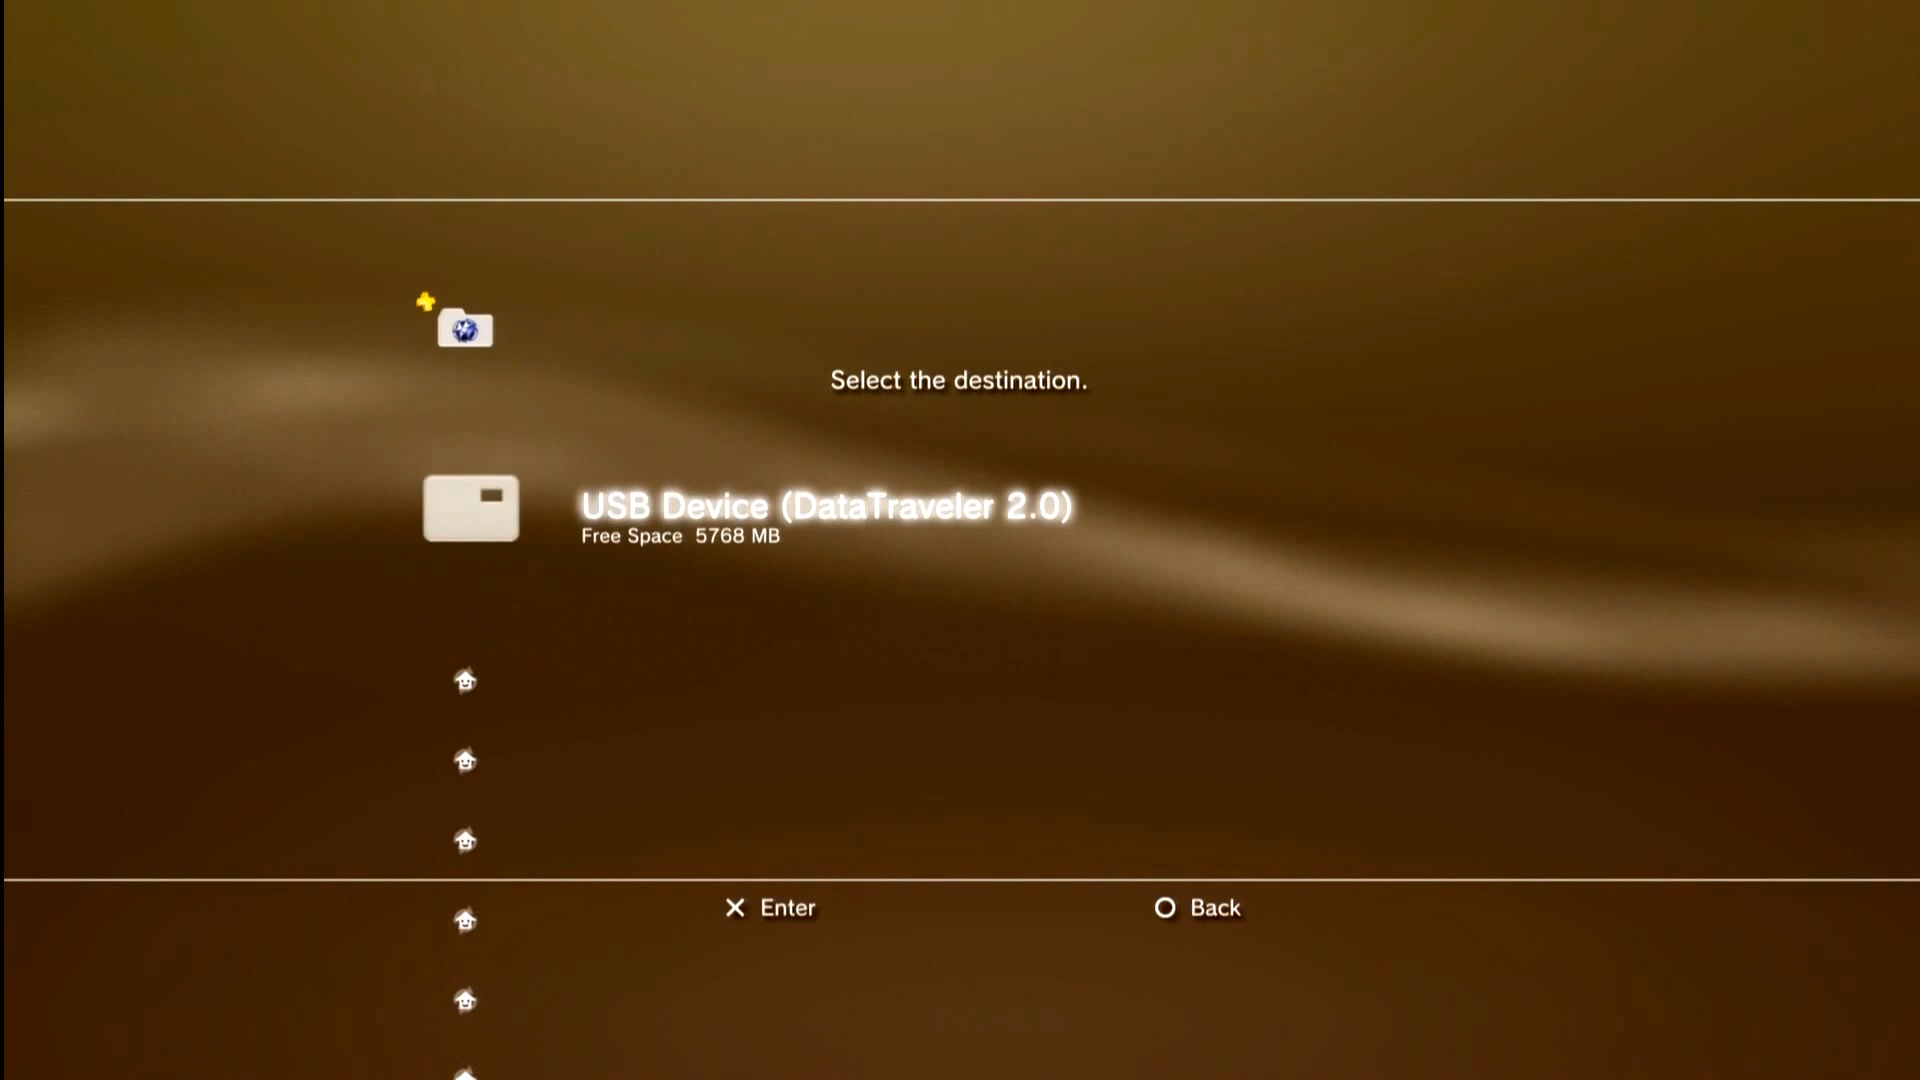 Select the destination.
USB Device (DataTraveler 2.0)
Free Space 5768 MB
Enter
Back